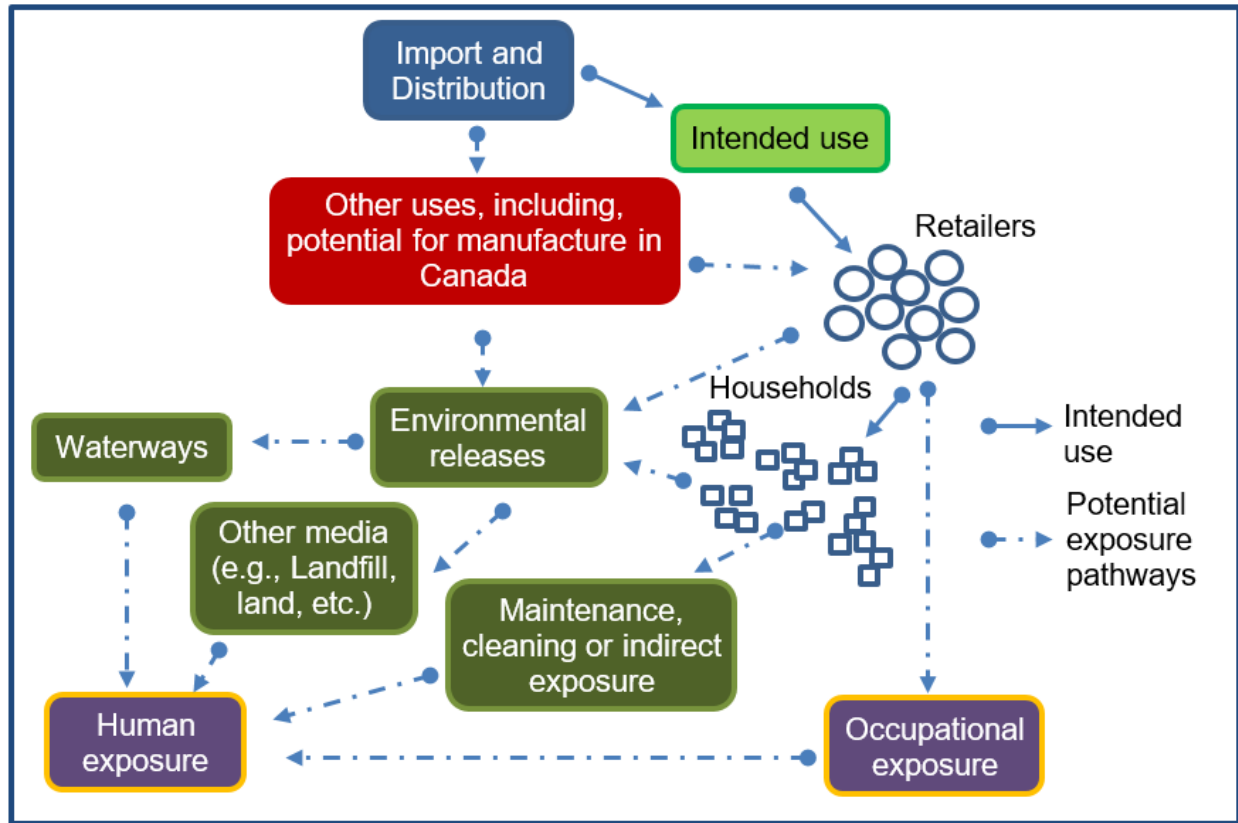 Import and
Distribution
Intended use
Other uses, including,
potential for manufacture in
Canada
Retailers
Households
Environmental
releases
Waterways
Intended
use
Potential
exposure
pathways
Other media
(e.g., Landfill,
land, etc.)
Maintenance,
cleaning or indirect
exposure
Human
exposure
Occupational
exposure